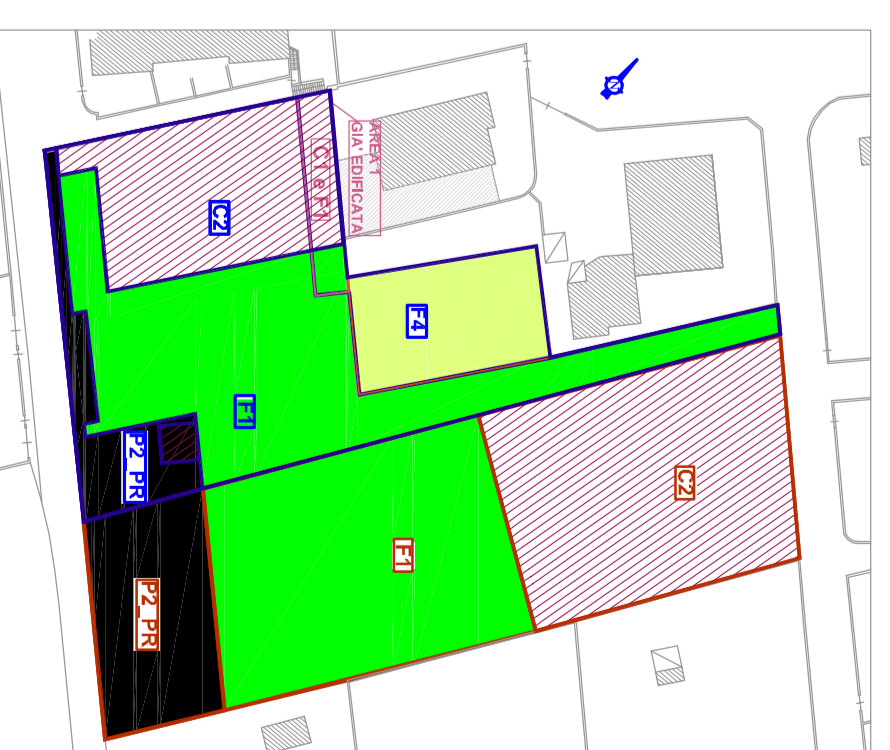 AREA 1
GIA' EDIFICATA
C1 e F1
C2
F4
F1
P2_PR
C2
F1
P2_PR